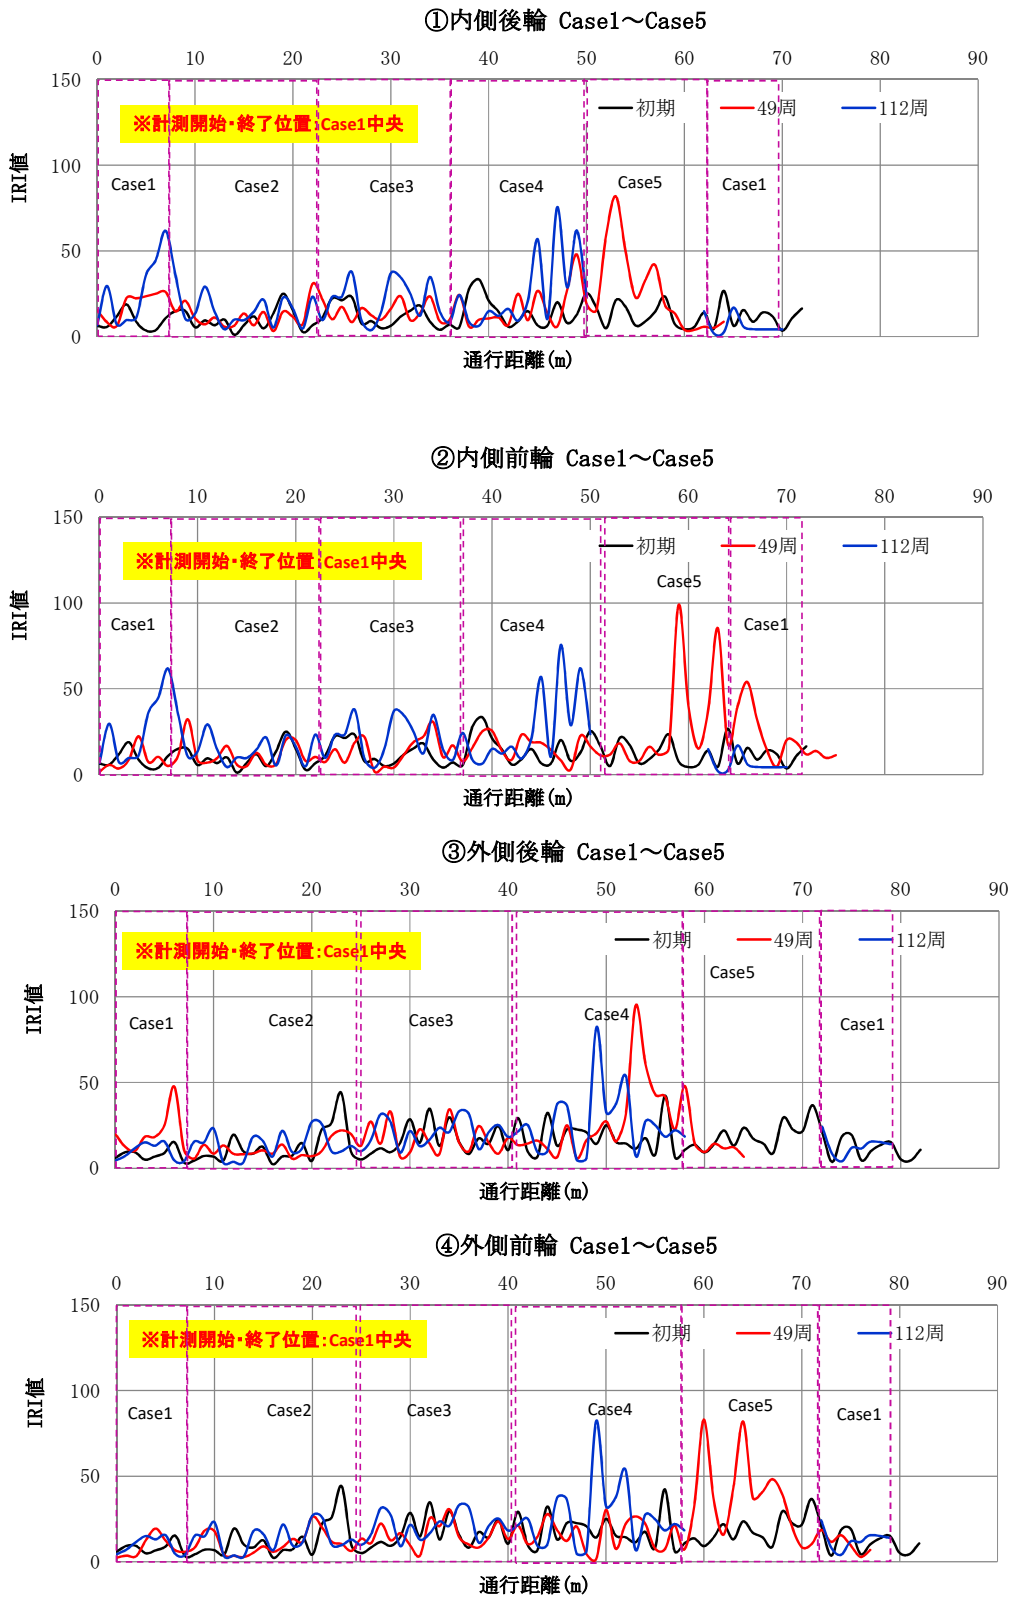 ①内側後輪 Case1～Case5
0 10 20 30 40 50 60 70 80 90
150
初期 49周 112周
※計測開始・終了位置:Case1中央
100
IRI値
Case1 Case2 Case3 Case4 Case5 Case1
50
0
通行距離(m)
②内側前輪 Case1～Case5
0 10 20 30 40 50 60 70 80 90
150
初期 49周 112周
※計測開始・終了位置:Case1中央
Case5
100
IRI値
Case1 Case2 Case3 Case4 Case1
50
0
通行距離(m)
③外側後輪 Case1～Case5
0 10 20 30 40 50 60 70 80 90
150
初期 49周 112周
※計測開始・終了位置:Case1中央
Case5
100
IRI値
Case1 Case2 Case3 Case4 Case1
50
0
通行距離(m)
④外側前輪 Case1～Case5
0 10 20 30 40 50 60 70 80 90
150
初期 49周 112周
※計測開始・終了位置:Case1中央
100
IRI値
Case1 Case2 Case3 Case4 Case5 Case1
50
0
通行距離(m)